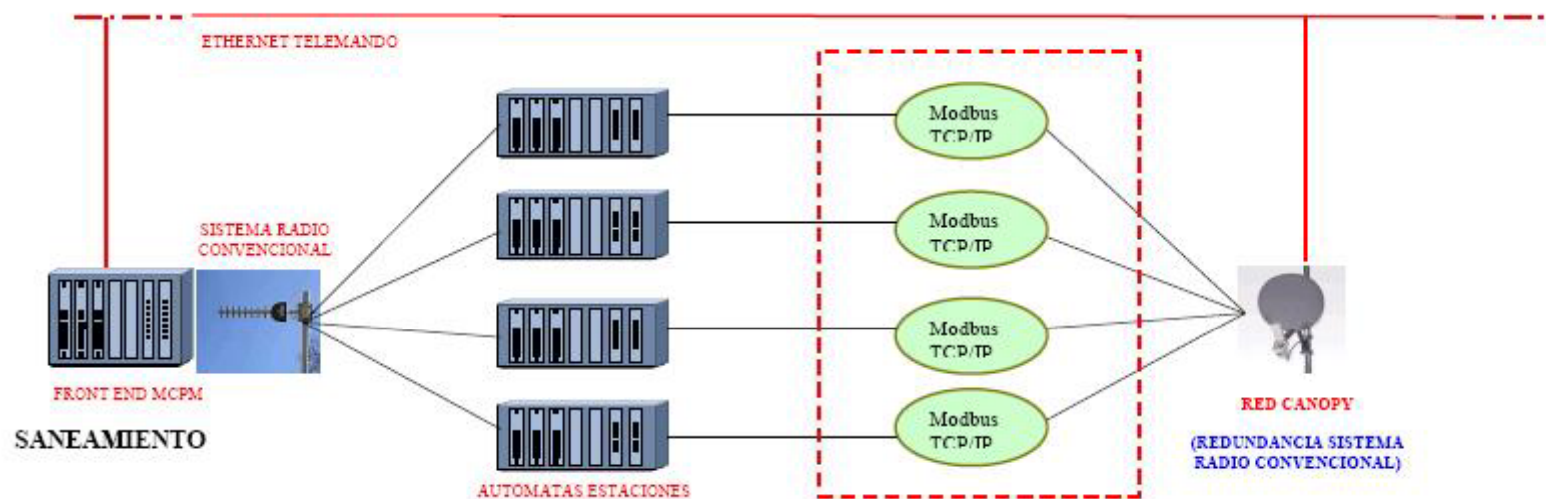 ETHERNET TELEMANDO
Modbus
TCP/IP
Modbus
TCP/IP
SISTEMA RADIO
CONVENCIONAL
Modbus
TCP/IP
FRONT END MCPM
SANEAMIENTO
Modbus
TCP/IP
AUTOMATAS ESTACIONES
RED CANOPY
(REDUNDANCIA SISTEMA
RADIO CONVENCIONAL)